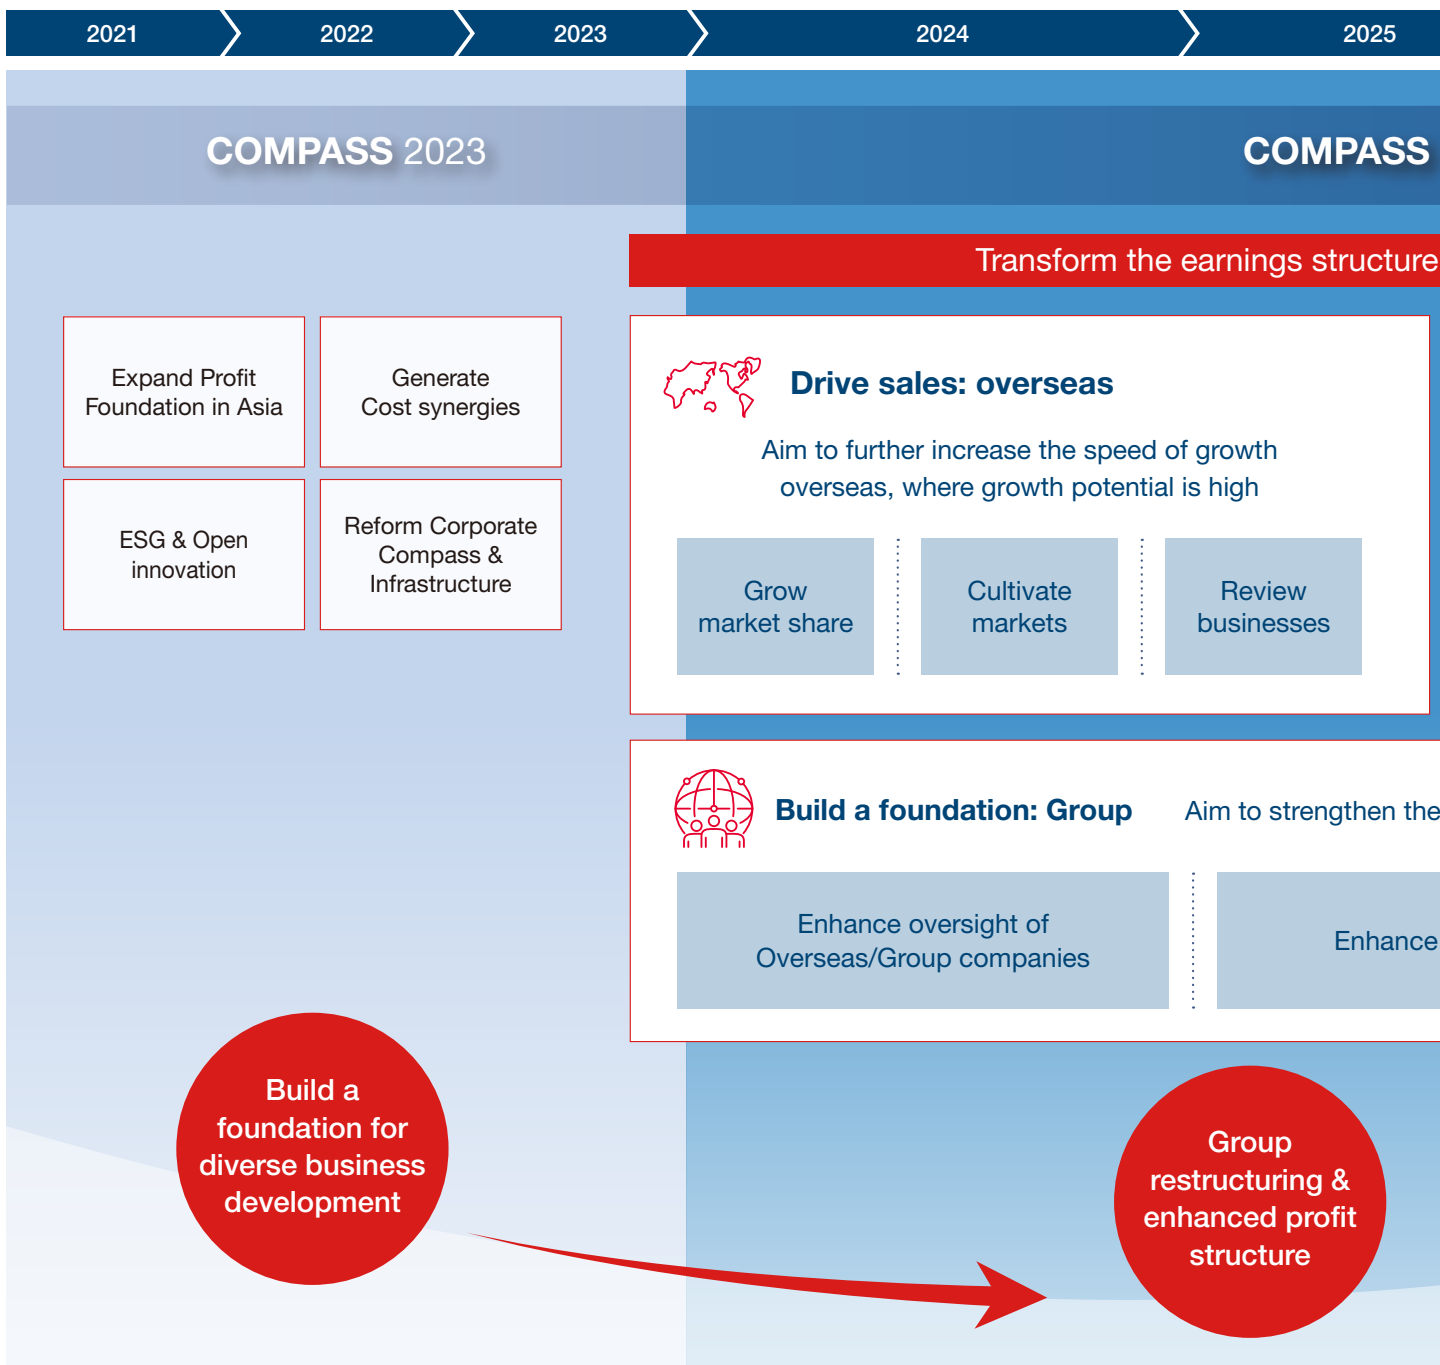 2021
2022
2023
2024
2025
COMPASS 2023
COMPASS
Transform the earnings structure
Expand Profit
Foundation in Asia
Generate
Cost synergies
ESG & Open
innovation
Reform Corporate
Compass &
Infrastructure
Drive sales: overseas
Aim to further increase the speed of growth
overseas, where growth potential is high
Grow
market share
Cultivate
markets
Review
businesses
Build a foundation: Group
Aim to strengthen the
Enhance oversight of
Overseas/Group companies
Enhance
Build a
foundation for
diverse business
development
Group
restructuring &
enhanced profit
structure